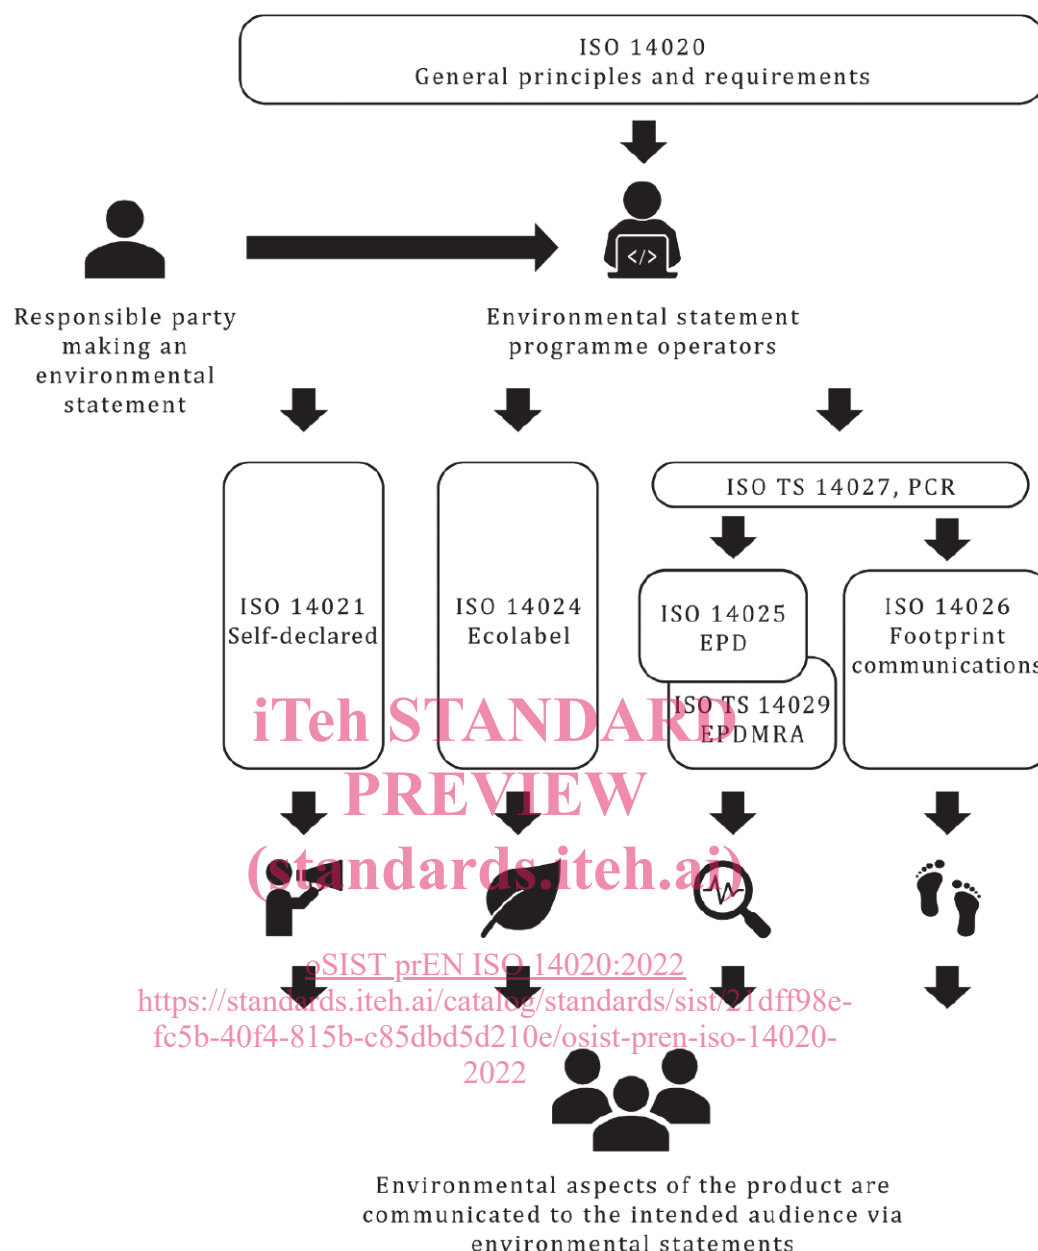 ISO 14020
General principles and requirements
</>
Responsible party
making an
environmental
statement
Environmental statement
programme operators
ISO TS 14027, PCR
ISO 14021
Self-declared
ISO 14024
Ecolabel
ISO 14025
EPD
ISO 14026
Footprint
communications
ISO TS 14029
EPDMRA
iTeh STANDARD
PREVIEW
(standards.iteh.ai)
oSIST prEN ISO 14020:2022
https://standards.iteh.ai/catalog/standards/sist/21dff98e-
fc5b-40f4-815b-c85dbd5d210e/osist-pren-iso-14020-
2022
Environmental aspects of the product are
communicated to the intended audience via
environmental statements